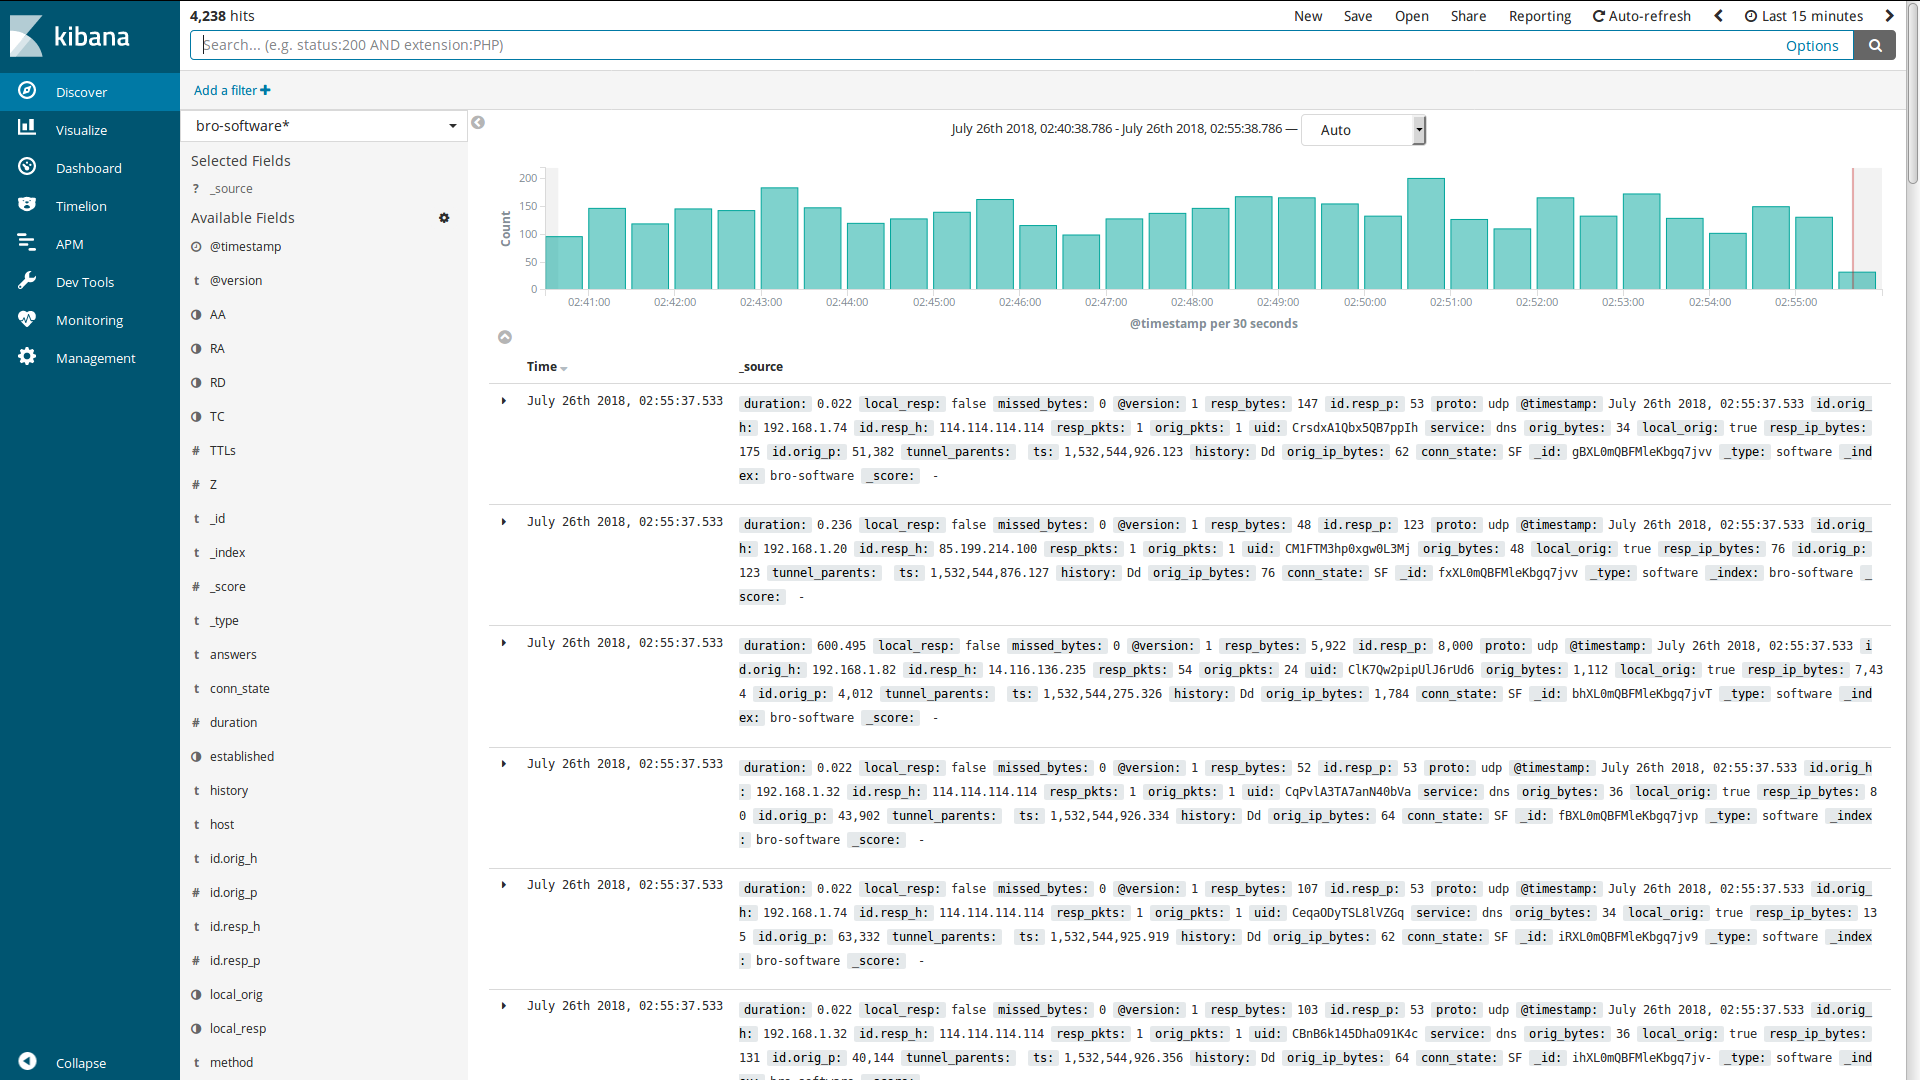 4,238 hits
New Save Open Share Reporting Auto-refresh Last 15 minutes
kibana
Search... (e.g. status:200 AND extension:PHP) Options
Add a filter
Discover
Visualize
Dashboard
Timelion
APM
Dev Tools
Monitoring
Management
Collapse
bro-software*
Selected Fields
? _source
Available Fields
@timestamp
t @version
AA
RA
RD
TC
# TTLs
# Z
t _id
t _index
# _score
t _type
t answers
t conn_state
# duration
established
t history
t host
t id.orig_h
# id.orig_p
t id.resp_h
# id.resp_p
local_orig
local_resp
t method
July 26th 2018, 02:40:38.786 - July 26th 2018, 02:55:38.786 — Auto
Count
200
150
100
50
0
02:41:00 02:42:00 02:43:00 02:44:00 02:45:00 02:46:00 02:47:00 02:48:00 02:49:00 02:50:00 02:51:00 02:52:00 02:53:00 02:54:00 02:55:00
@timestamp per 30 seconds
Time _source
July 26th 2018, 02:55:37.533 duration: 0.022 local_resp: false missed_bytes: 0 @version: 1 resp_bytes: 147 id.resp_p: 53 proto: udp @timestamp: July 26th 2018, 02:55:37.533 id.orig_
h: 192.168.1.74 id.resp_h: 114.114.114.114 resp_pkts: 1 orig_pkts: 1 uid: CrsdxA1Qbx5QB7ppIh service: dns orig_bytes: 34 local_orig: true resp_ip_bytes:
175 id.orig_p: 51,382 tunnel_parents: ts: 1,532,544,926.123 history: Dd orig_ip_bytes: 62 conn_state: SF _id: gBXL0mQBFMleKbgq7jvv _type: software _ind
ex: bro-software _score: -
July 26th 2018, 02:55:37.533 duration: 0.236 local_resp: false missed_bytes: 0 @version: 1 resp_bytes: 48 id.resp_p: 123 proto: udp @timestamp: July 26th 2018, 02:55:37.533 id.orig_
h: 192.168.1.20 id.resp_h: 85.199.214.100 resp_pkts: 1 orig_pkts: 1 uid: CM1FTM3hp0xgw0L3Mj orig_bytes: 48 local_orig: true resp_ip_bytes: 76 id.orig_p:
123 tunnel_parents: ts: 1,532,544,876.127 history: Dd orig_ip_bytes: 76 conn_state: SF _id: fxXL0mQBFMleKbgq7jvv _type: software _index: bro-software _
score: -
July 26th 2018, 02:55:37.533 duration: 600.495 local_resp: false missed_bytes: 0 @version: 1 resp_bytes: 5,922 id.resp_p: 8,000 proto: udp @timestamp: July 26th 2018, 02:55:37.533 i
d.orig_h: 192.168.1.82 id.resp_h: 14.116.136.235 resp_pkts: 54 orig_pkts: 24 uid: ClK7Qw2pipUlJ6rUd6 orig_bytes: 1,112 local_orig: true resp_ip_bytes: 7,43
4 id.orig_p: 4,012 tunnel_parents: ts: 1,532,544,275.326 history: Dd orig_ip_bytes: 1,784 conn_state: SF _id: bhXL0mQBFMleKbgq7jvT _type: software _ind
ex: bro-software _score: -
July 26th 2018, 02:55:37.533 duration: 0.022 local_resp: false missed_bytes: 0 @version: 1 resp_bytes: 52 id.resp_p: 53 proto: udp @timestamp: July 26th 2018, 02:55:37.533 id.orig_h
: 192.168.1.32 id.resp_h: 114.114.114.114 resp_pkts: 1 orig_pkts: 1 uid: CqPvlA3TA7anN40bVa service: dns orig_bytes: 36 local_orig: true resp_ip_bytes: 8
0 id.orig_p: 43,902 tunnel_parents: ts: 1,532,544,926.334 history: Dd orig_ip_bytes: 64 conn_state: SF _id: fBXL0mQBFMleKbgq7jvp _type: software _index
: bro-software _score: -
July 26th 2018, 02:55:37.533 duration: 0.022 local_resp: false missed_bytes: 0 @version: 1 resp_bytes: 107 id.resp_p: 53 proto: udp @timestamp: July 26th 2018, 02:55:37.533 id.orig_
h: 192.168.1.74 id.resp_h: 114.114.114.114 resp_pkts: 1 orig_pkts: 1 uid: CeqaODyTSL8lVZGq service: dns orig_bytes: 34 local_orig: true resp_ip_bytes: 13
5 id.orig_p: 63,332 tunnel_parents: ts: 1,532,544,925.919 history: Dd orig_ip_bytes: 62 conn_state: SF _id: iRXL0mQBFMleKbgq7jv9 _type: software _index
: bro-software _score: -
July 26th 2018, 02:55:37.533 duration: 0.022 local_resp: false missed_bytes: 0 @version: 1 resp_bytes: 103 id.resp_p: 53 proto: udp @timestamp: July 26th 2018, 02:55:37.533 id.orig_
h: 192.168.1.32 id.resp_h: 114.114.114.114 resp_pkts: 1 orig_pkts: 1 uid: CBnB6k145DhaO91K4c service: dns orig_bytes: 36 local_orig: true resp_ip_bytes:
131 id.orig_p: 40,144 tunnel_parents: ts: 1,532,544,926.356 history: Dd orig_ip_bytes: 64 conn_state: SF _id: ihXL0mQBFMleKbgq7jv- _type: software _ind